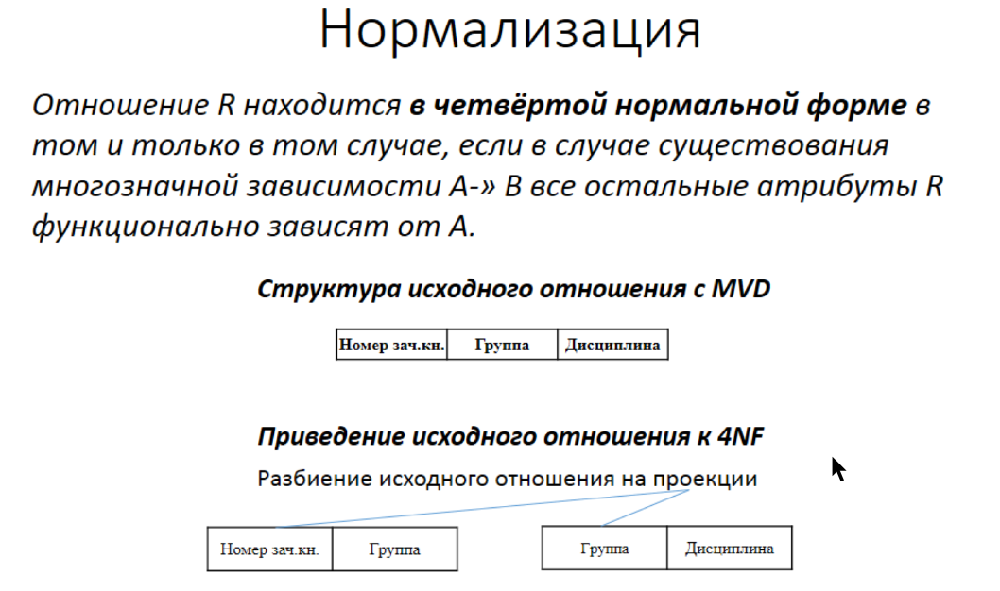 Нормализация
Отношение R находится в четвёртой нормальной форме в
том и только в том случае, если в случае существования
многозначной зависимости A-» B все остальные атрибуты R
функционально зависят от A.
Структура исходного отношения с MVD
Номер зач.кн. Группа Дисциплина
Приведение исходного отношения к 4NF
Разбиение исходного отношения на проекции
Номер зач.кн. Группа Группа Дисциплина